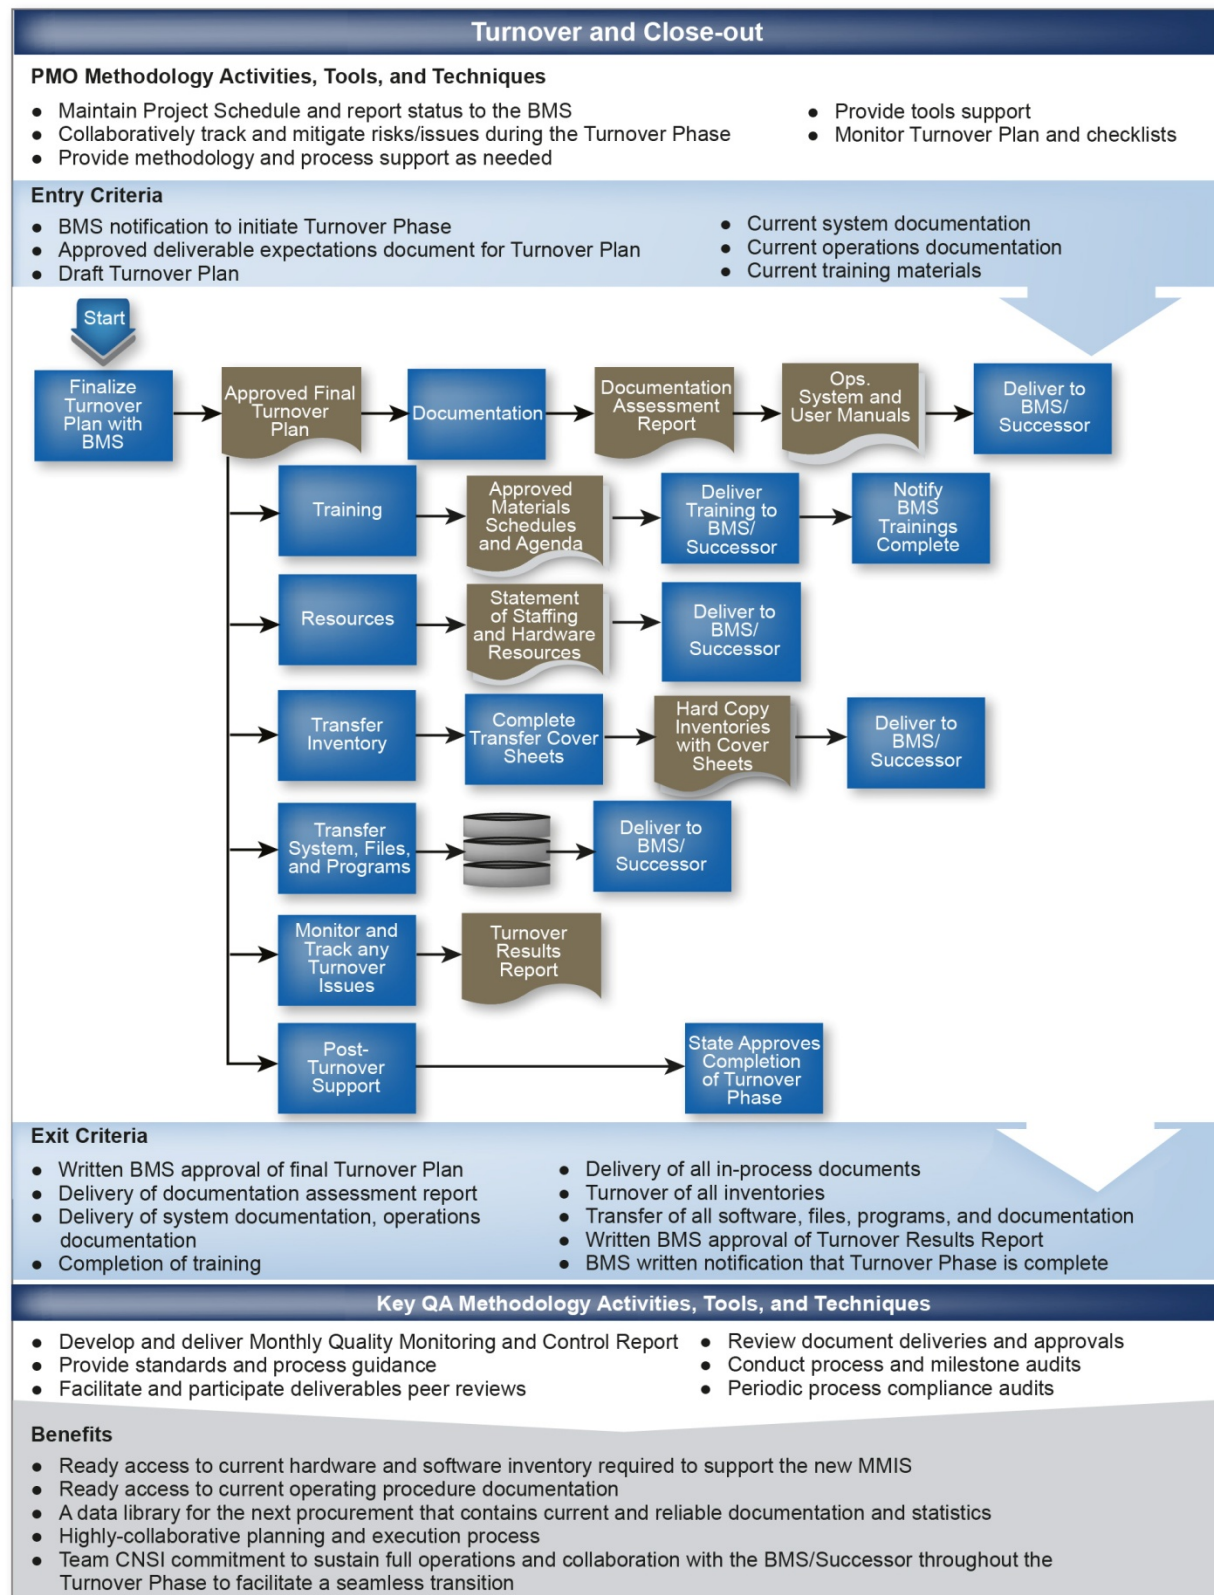 Turnover and Close-out
PMO Methodology Activities, Tools, and Techniques
● Maintain Project Schedule and report status to the BMS
● Collaboratively track and mitigate risks/issues during the Turnover Phase
● Provide methodology and process support as needed
● Provide tools support
● Monitor Turnover Plan and checklists
Entry Criteria
● BMS notification to initiate Turnover Phase
● Approved deliverable expectations document for Turnover Plan
● Draft Turnover Plan
● Current system documentation
● Current operations documentation
● Current training materials
Start
Finalize
Turnover
Plan with
BMS
Approved Final
Turnover
Plan
Documentation
Documentation
Assessment
Report
Ops.
System and
User Manuals
Deliver to
BMS/
Successor
Training
Approved
Materials
Schedules
and Agenda
Deliver
Training to
BMS/
Successor
Notify
BMS
Trainings
Complete
Resources
Statement
of Staffing
and Hardware
Resources
Deliver to
BMS/
Successor
Transfer
Inventory
Complete
Transfer Cover
Sheets
Hard Copy
Inventories
with Cover
Sheets
Deliver to
BMS/
Successor
Transfer
System, Files,
and Programs
Deliver to
BMS/
Successor
Monitor and
Track any
Turnover
Issues
Turnover
Results
Report
Post-
Turnover
Support
State Approves
Completion
of Turnover
Phase
Exit Criteria
● Written BMS approval of final Turnover Plan
● Delivery of documentation assessment report
● Delivery of system documentation, operations
documentation
● Completion of training
● Delivery of all in-process documents
● Turnover of all inventories
● Transfer of all software, files, programs, and documentation
● Written BMS approval of Turnover Results Report
● BMS written notification that Turnover Phase is complete
Key QA Methodology Activities, Tools, and Techniques
● Develop and deliver Monthly Quality Monitoring and Control Report
● Provide standards and process guidance
● Facilitate and participate deliverables peer reviews
● Review document deliveries and approvals
● Conduct process and milestone audits
● Periodic process compliance audits
Benefits
● Ready access to current hardware and software inventory required to support the new MMIS
● Ready access to current operating procedure documentation
● A data library for the next procurement that contains current and reliable documentation and statistics
● Highly-collaborative planning and execution process
● Team CNSI commitment to sustain full operations and collaboration with the BMS/Successor throughout the
Turnover Phase to facilitate a seamless transition